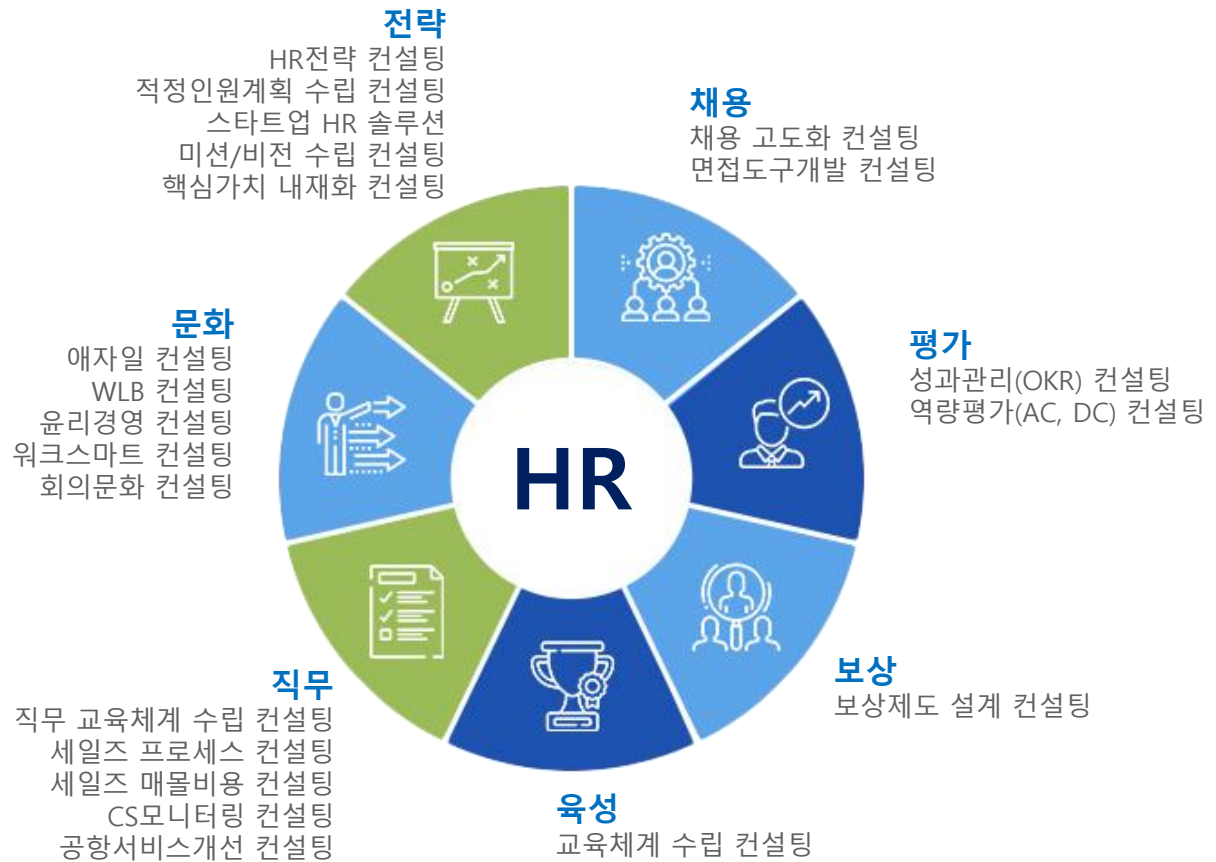 전략
HR전략 컨설팅
적정인원계획 수립 컨설팅
스타트업 HR 솔루션
미션/비전 수립 컨설팅
핵심가치 내재화 컨설팅
채용
채용 고도화 컨설팅
면접도구개발 컨설팅
문화
애자일 컨설팅
WLB 컨설팅
윤리경영 컨설팅
워크스마트 컨설팅
회의문화 컨설팅
평가
성과관리(OKR) 컨설팅
역량평가(AC, DC) 컨설팅
HR
직무
직무 교육체계 수립 컨설팅
세일즈 프로세스 컨설팅
세일즈 매몰비용 컨설팅
CS모니터링 컨설팅
공항서비스개선 컨설팅
보상
보상제도 설계 컨설팅
육성
교육체계 수립 컨설팅